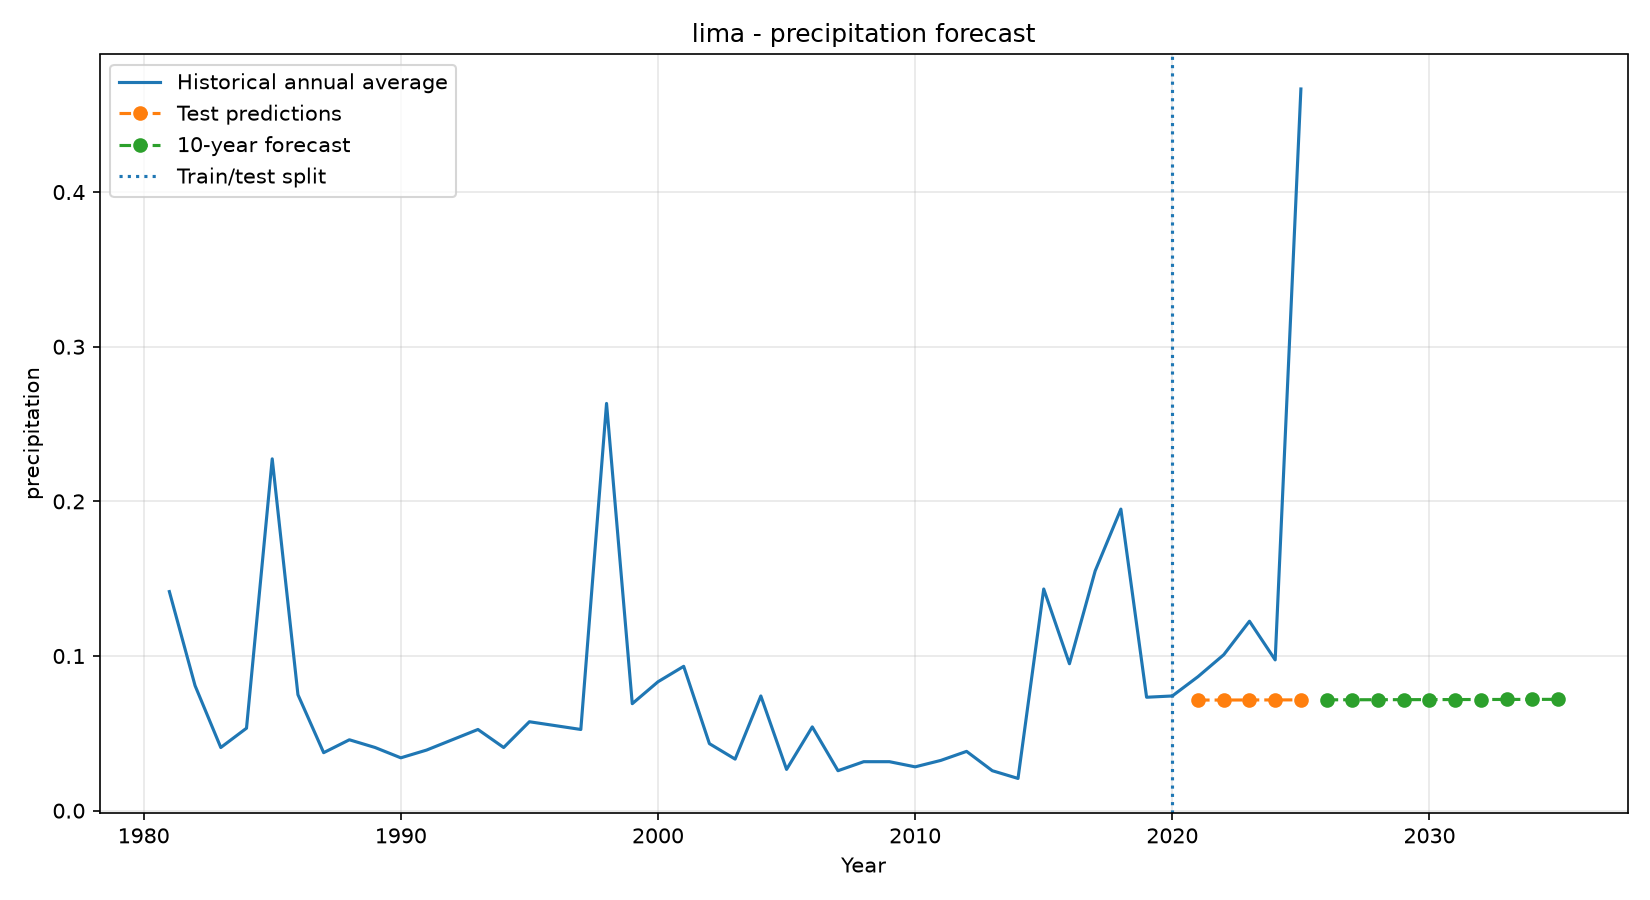 lima - precipitation forecast
Historical annual average
Test predictions
10-year forecast
Train/test split
precipitation
0.4
0.3
0.2
0.1
0.0
1980 1990 2000 2010 2020 2030
Year